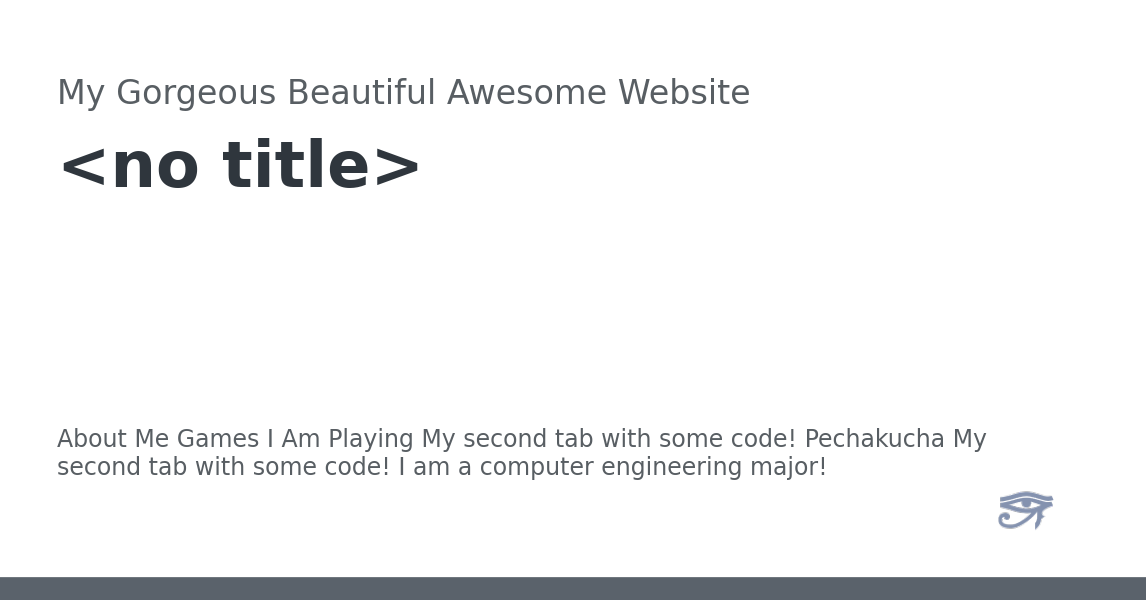 My Gorgeous Beautiful Awesome Website
<no title>
About Me Games I Am Playing My second tab with some code! Pechakucha My
second tab with some code! I am a computer engineering major!